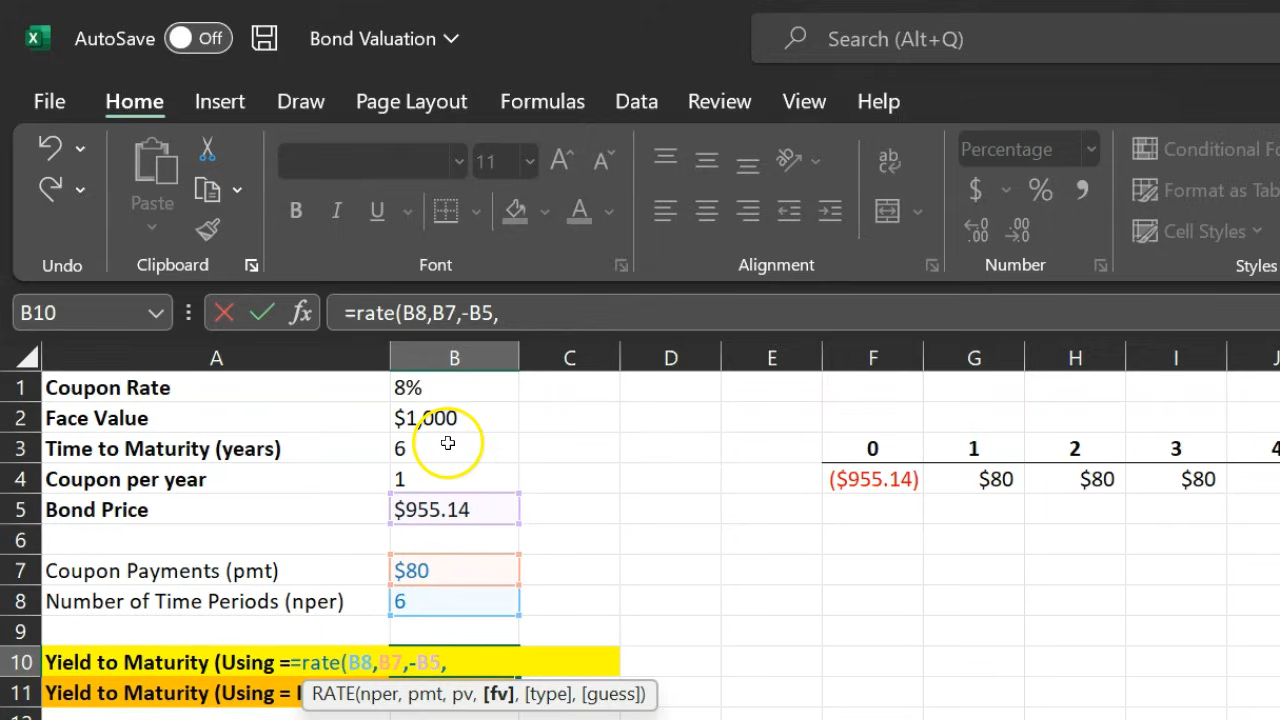 AutoSave Off Bond Valuation Search (Alt+Q)
File Home Insert Draw Page Layout Formulas Data Review View Help
11 A A ab Percentage Conditional Fo
Paste B I U A $ % Format as Tab
Cell Styles
Undo Clipboard Font Alignment Number Styles
B10 fx =rate(B8,B7,-B5,
A B C D E F G H I J
1 Coupon Rate 8%
2 Face Value $1,000
3 Time to Maturity (years) 6 0 1 2 3 4
4 Coupon per year 1 ($955.14) $80 $80 $80
5 Bond Price $955.14
6
7 Coupon Payments (pmt) $80
8 Number of Time Periods (nper) 6
9
10 Yield to Maturity (Using ==rate(B8,B7,-B5,
11 Yield to Maturity (Using = RATE(nper, pmt, pv, [fv], [type], [guess])